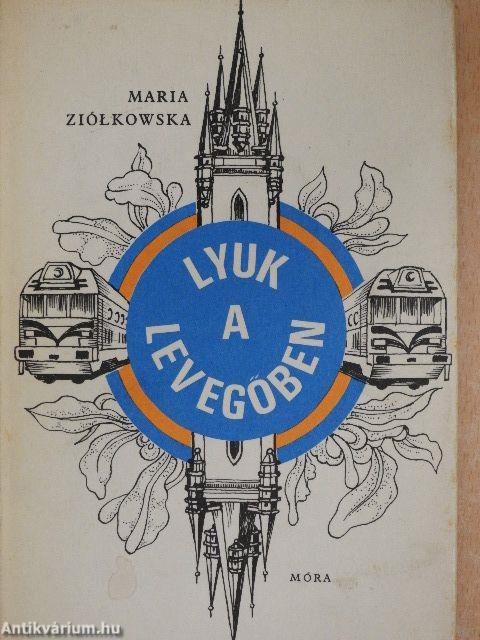 MARIA
ZIÓŁKOWSKA
LYUK
A
LEVEGŐBEN
MÓRA
Antikvárium.hu